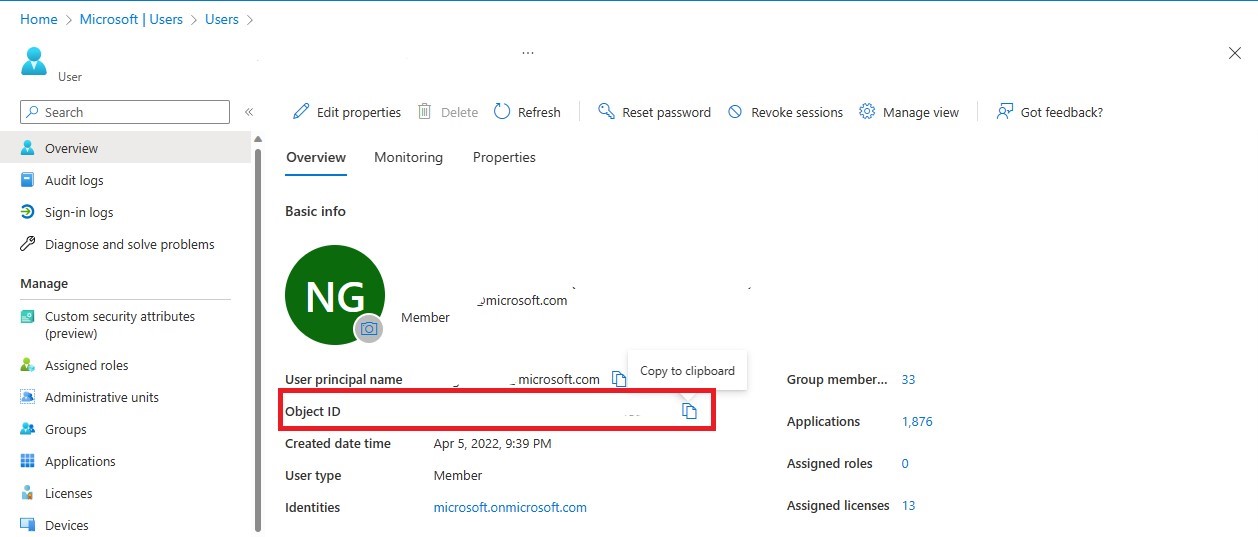 Home > Microsoft | Users > Users >
...
User
Search «
Edit properties Delete Refresh Reset password Revoke sessions Manage view Got feedback?
Overview
Audit logs
Sign-in logs
Diagnose and solve problems
Manage
Custom security attributes
(preview)
Assigned roles
Administrative units
Groups
Applications
Licenses
Devices
Overview Monitoring Properties
Basic info
NG
@microsoft.com
Member
Copy to clipboard
User principal name microsoft.com
Object ID
Created date time Apr 5, 2022, 9:39 PM
User type Member
Identities microsoft.onmicrosoft.com
Group member... 33
Applications 1,876
Assigned roles 0
Assigned licenses 13